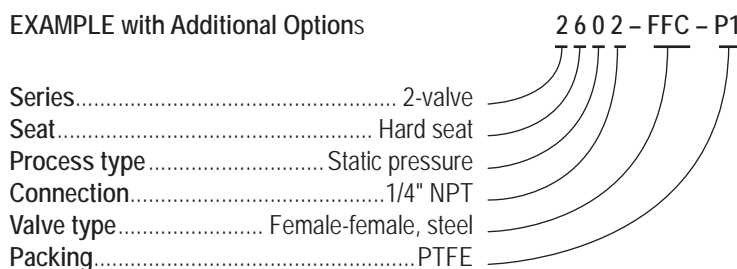 EXAMPLE with Additional Options 2 6 0 2 – FFC – P1
Series.................................................... 2-valve
Seat................................................... Hard seat
Process type............................ Static pressure
Connection.........................................1/4" NPT
Valve type........................ Female-female, steel
Packing....................................................PTFE